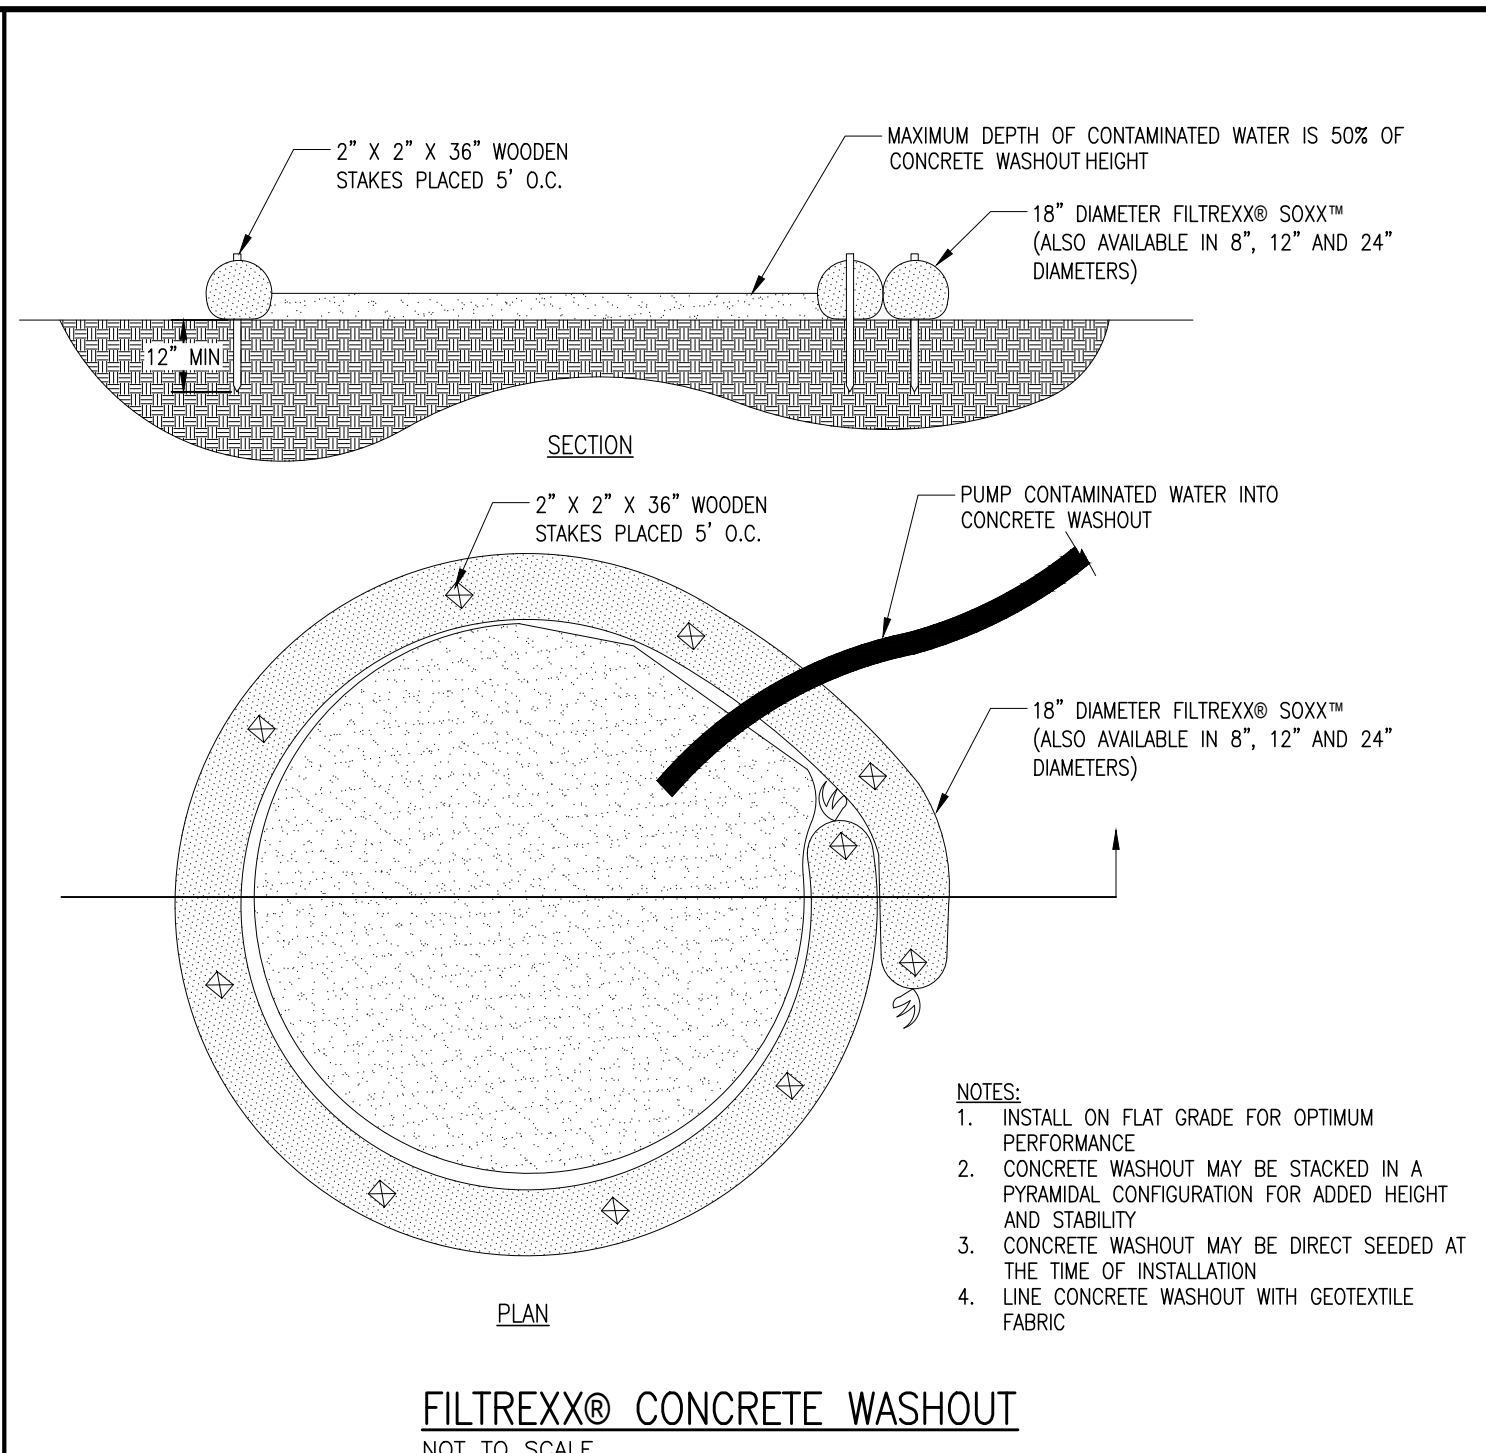 2” X 2” X 36” WOODEN
STAKES PLACED 5’ O.C.
MAXIMUM DEPTH OF CONTAMINATED WATER IS 50% OF
CONCRETE WASHOUT HEIGHT
18” DIAMETER FILTREXX® SOXX™
(ALSO AVAILABLE IN 8”, 12” AND 24”
DIAMETERS)
12” MIN
SECTION
2” X 2” X 36” WOODEN
STAKES PLACED 5’ O.C.
PUMP CONTAMINATED WATER INTO
CONCRETE WASHOUT
18” DIAMETER FILTREXX® SOXX™
(ALSO AVAILABLE IN 8”, 12” AND 24”
DIAMETERS)
NOTES:
1. INSTALL ON FLAT GRADE FOR OPTIMUM
PERFORMANCE
2. CONCRETE WASHOUT MAY BE STACKED IN A
PYRAMIDAL CONFIGURATION FOR ADDED HEIGHT
AND STABILITY
3. CONCRETE WASHOUT MAY BE DIRECT SEEDED AT
THE TIME OF INSTALLATION
4. LINE CONCRETE WASHOUT WITH GEOTEXTILE
FABRIC
PLAN
FILTREXX® CONCRETE WASHOUT
NOT TO SCALE